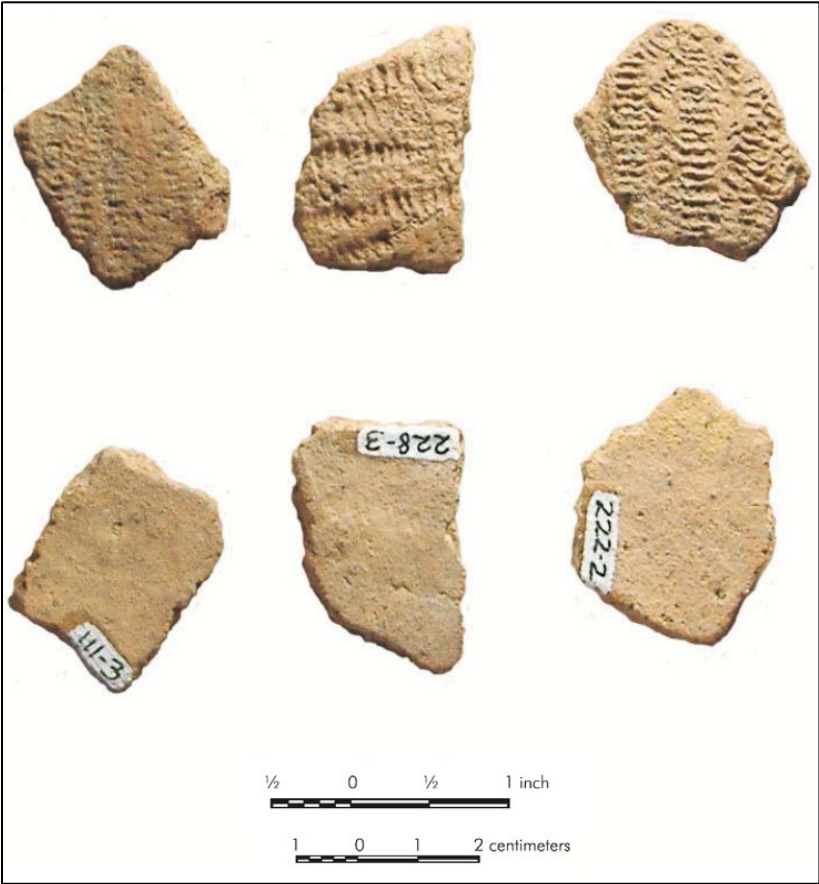 228-3
222-2
111-3
½ 0 ½ 1 inch
1 0 1 2 centimeters